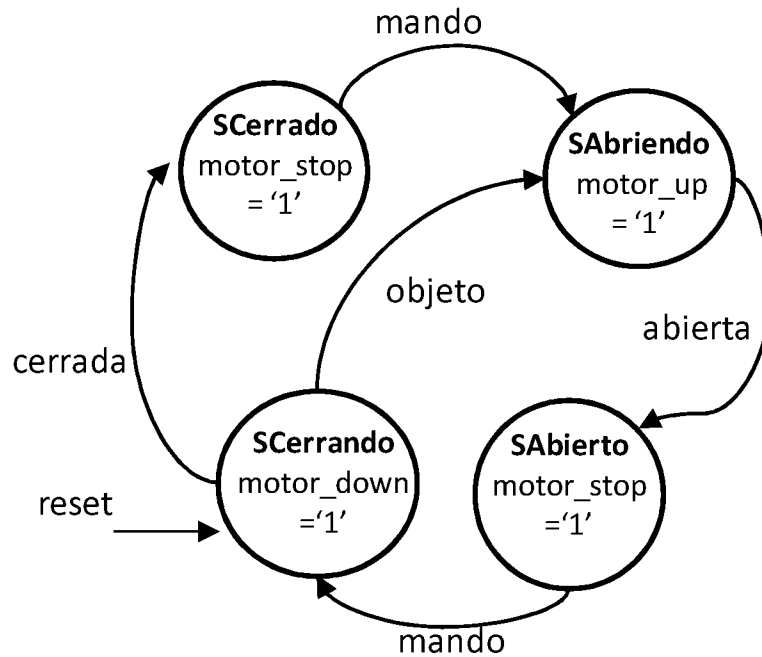 mando
SCerrado
motor_stop
= ‘1’
SAbriendo
motor_up
= ‘1’
objeto
abierta
cerrada
SCerrando
motor_down
=‘1’
SAbierto
motor_stop
=‘1’
reset
mando